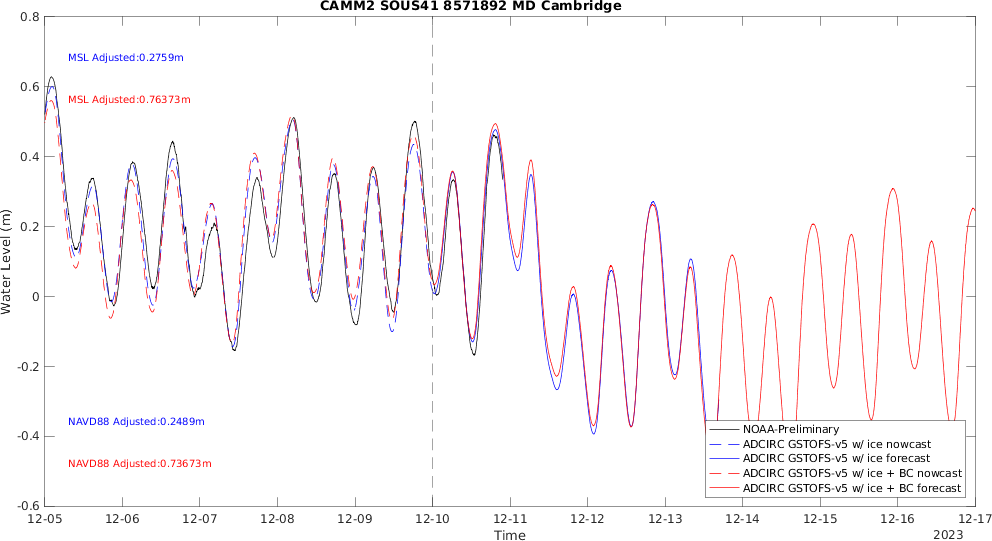 CAMM2 SOUS41 8571892 MD Cambridge
0.8
MSL Adjusted:0.2759m
0.6
MSL Adjusted:0.76373m
0.4
0.2
Water Level (m)
0
-0.2
NAVD88 Adjusted:0.2489m
-0.4
NAVD88 Adjusted:0.73673m
-0.6
NOAA-Preliminary
ADCIRC GSTOFS-v5 w/ ice nowcast
ADCIRC GSTOFS-v5 w/ ice forecast
ADCIRC GSTOFS-v5 w/ ice + BC nowcast
ADCIRC GSTOFS-v5 w/ ice + BC forecast
12-05 12-06 12-07 12-08 12-09 12-10 12-11 12-12 12-13 12-14 12-15 12-16 12-17
Time
2023